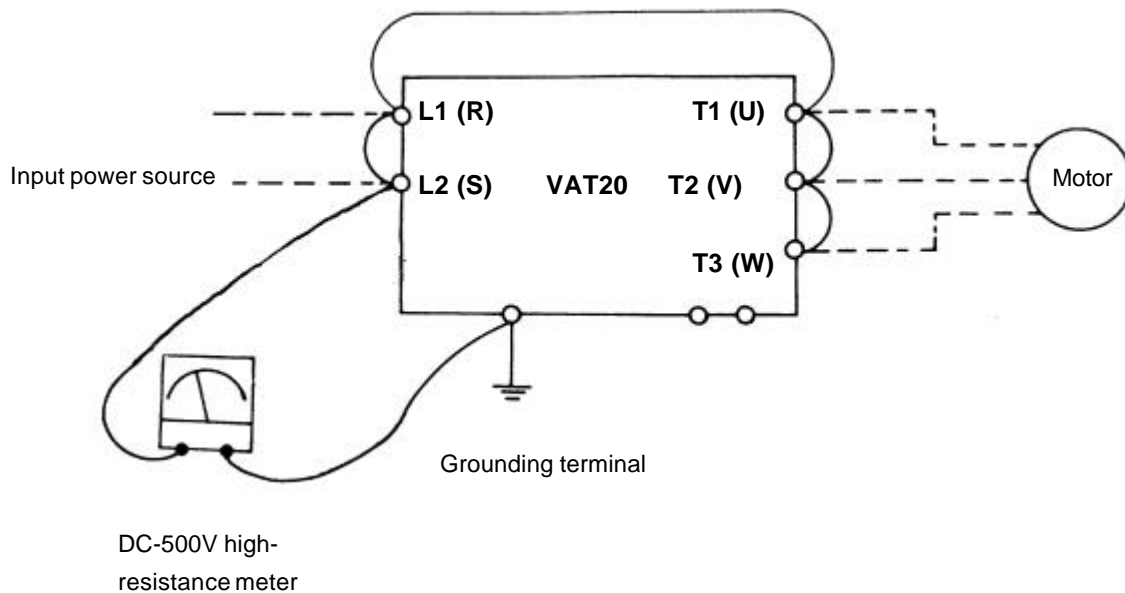 L1 (R) T1 (U)
Input power source L2 (S) VAT20 T2 (V) Motor
T3 (W)
Grounding terminal
DC-500V high-
resistance meter